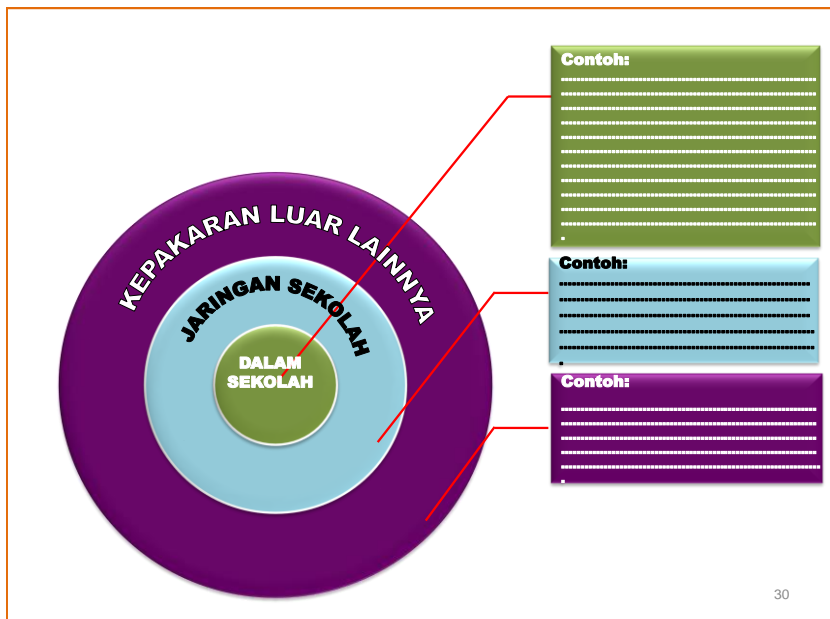 KEPAKARAN LUAR LAINNYA
JARINGAN SEKOLAH
DALAM
SEKOLAH
Contoh:
Contoh:
Contoh:
30